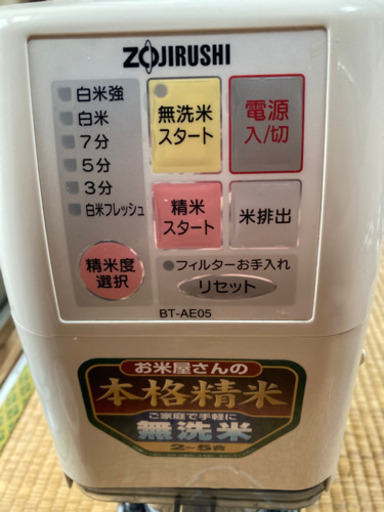 ZOJIRUSHI
白米強
白米
7分
5分
3分
白米フレッシュ
精米度
選択
無洗米
スタート
電源
入/切
精米
スタート
米排出
フィルターお手入れ
リセット
BT-AE05
お米屋さんの
本格精米
ご家庭で手軽に
無洗米
2~5合